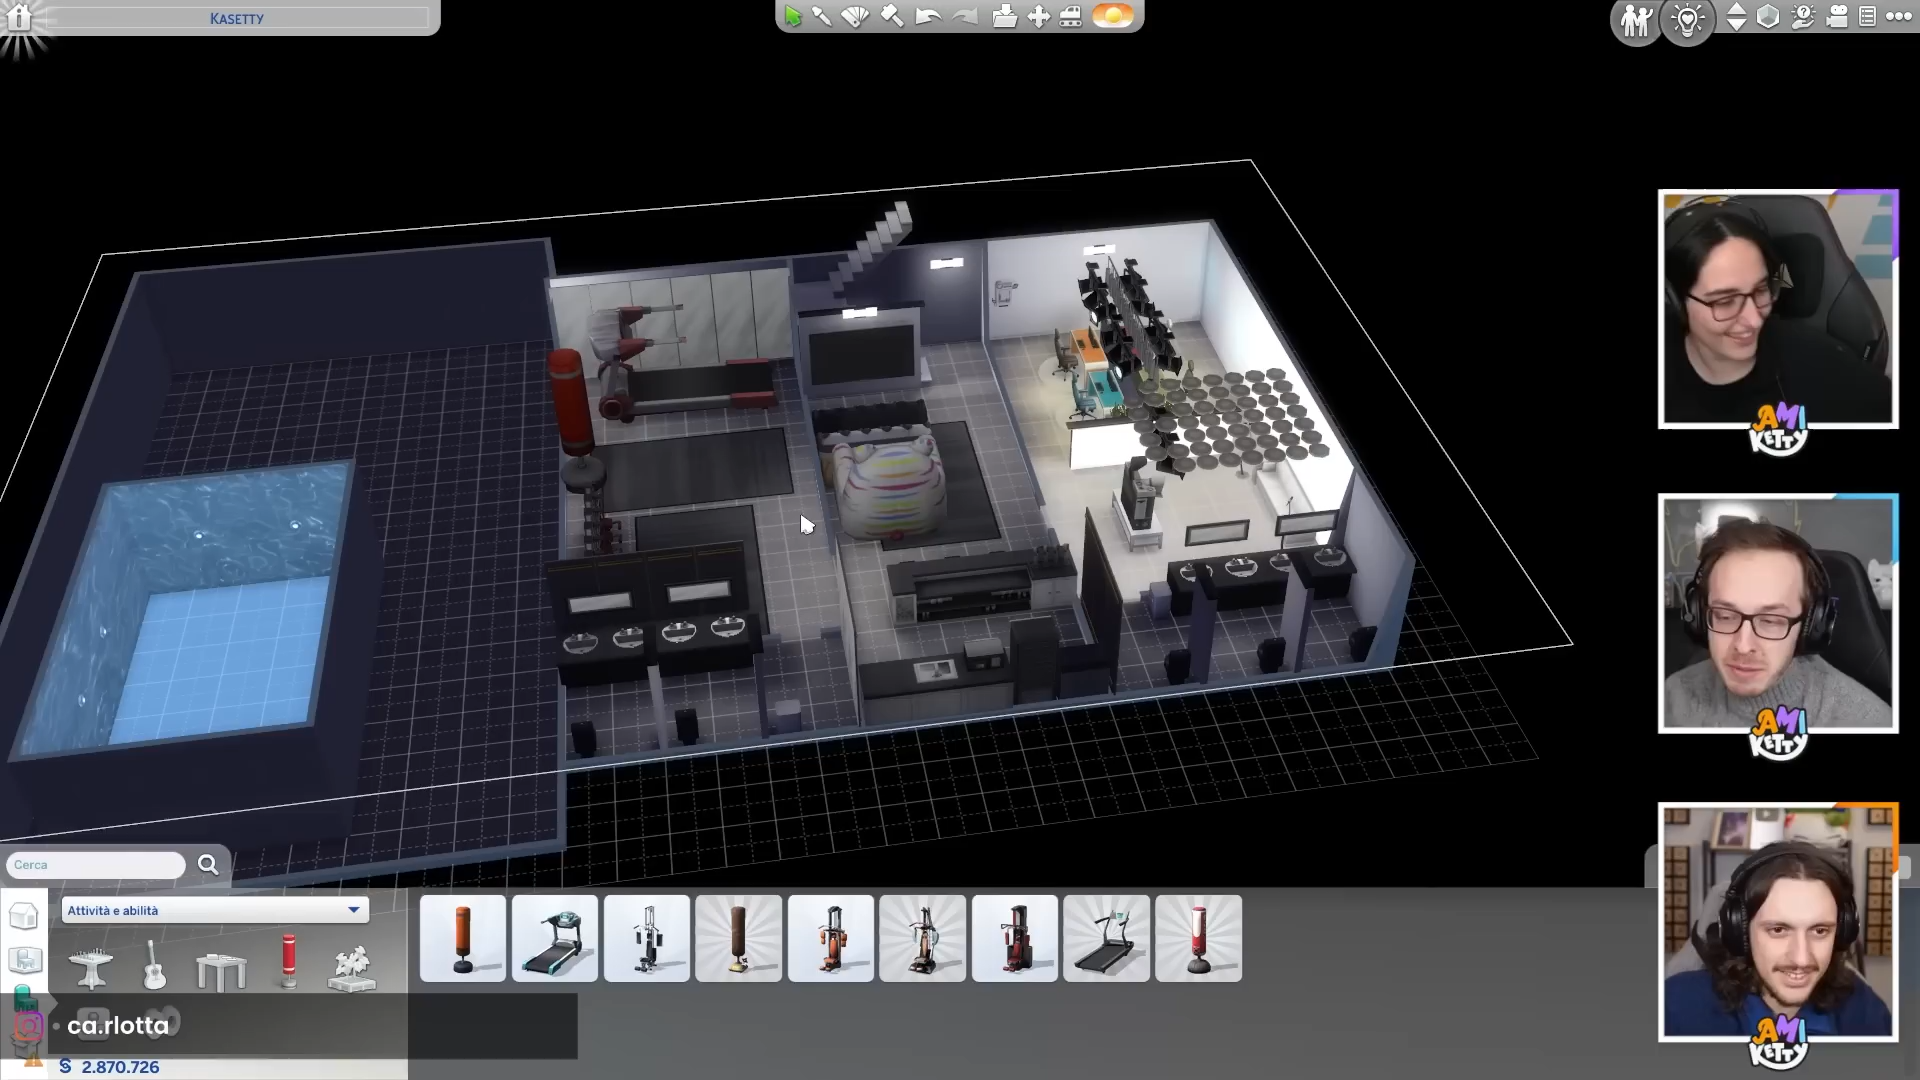 KASETTY
AMI
KETTY
AMI
KETTY
Cerca
Attività e abilità
ca.rlotta
AMI
KETTY
2.870.726